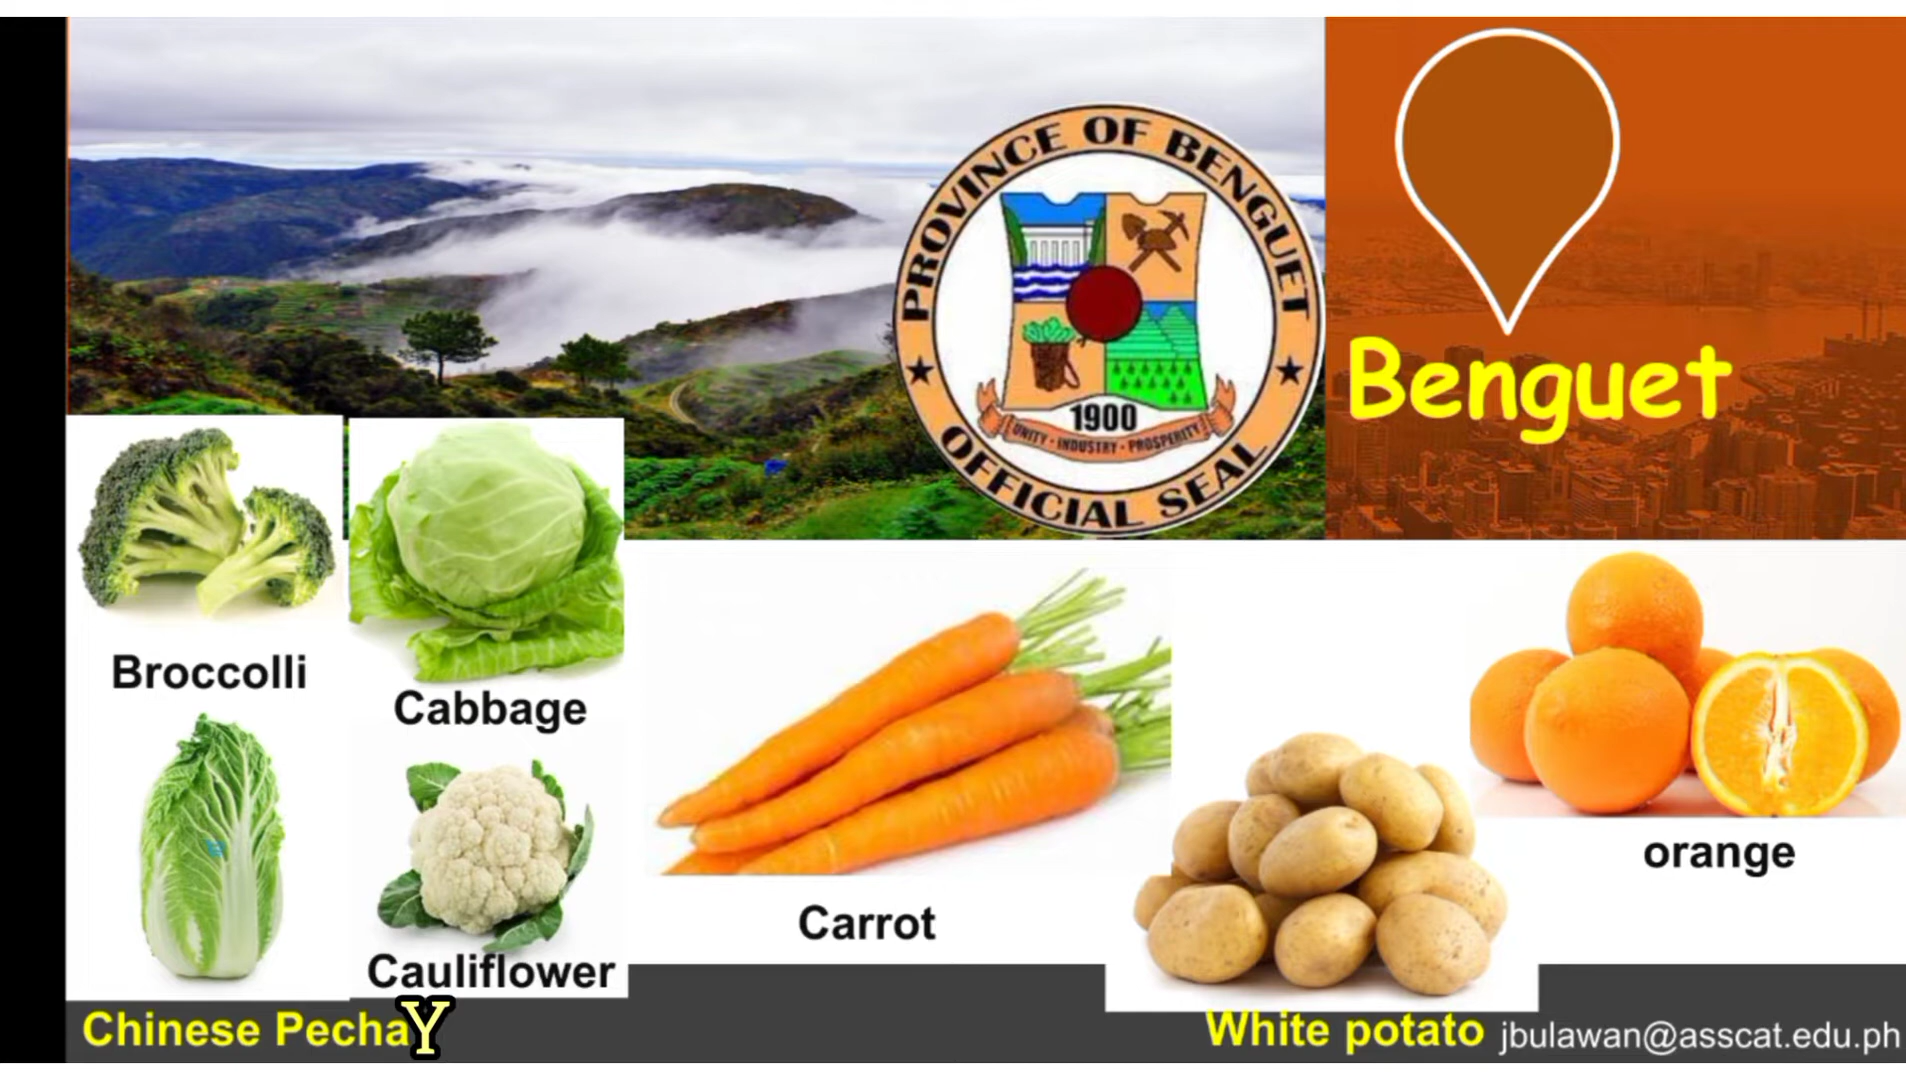 PROVINCE OF BENGUET
1900
UNITY • INDUSTRY • PROSPERITY
OFFICIAL SEAL
Benguet
Broccolli
Cabbage
Carrot
orange
Cauliflower
Chinese PechaY
White potato
jbulawan@asscat.edu.ph